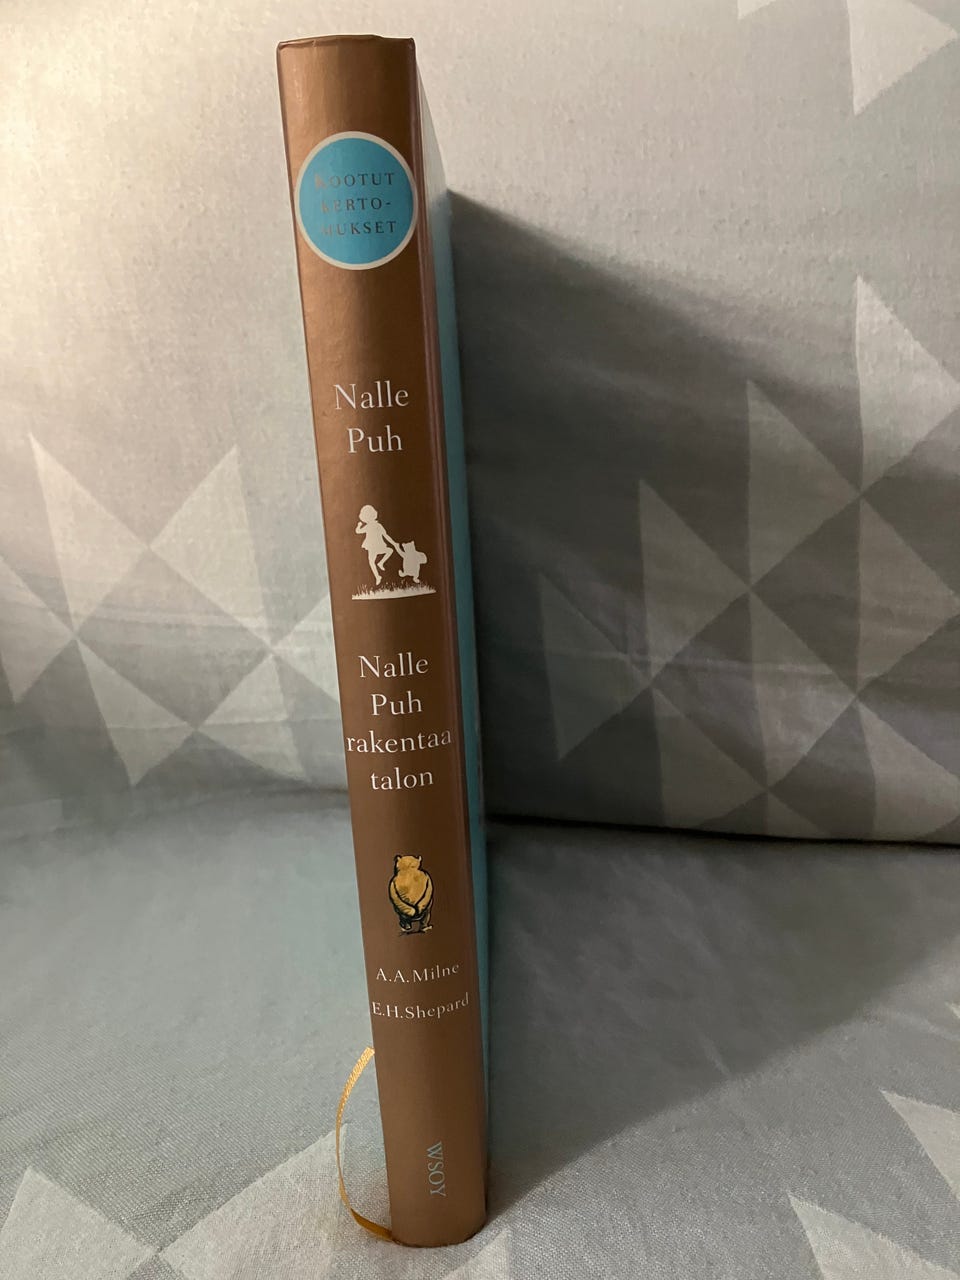 KOOTUT
KERTO-
MUKSET
Nalle
Puh
Nalle
Puh
rakentaa
talon
A.A.Milne
E.H.Shepard
WSOY